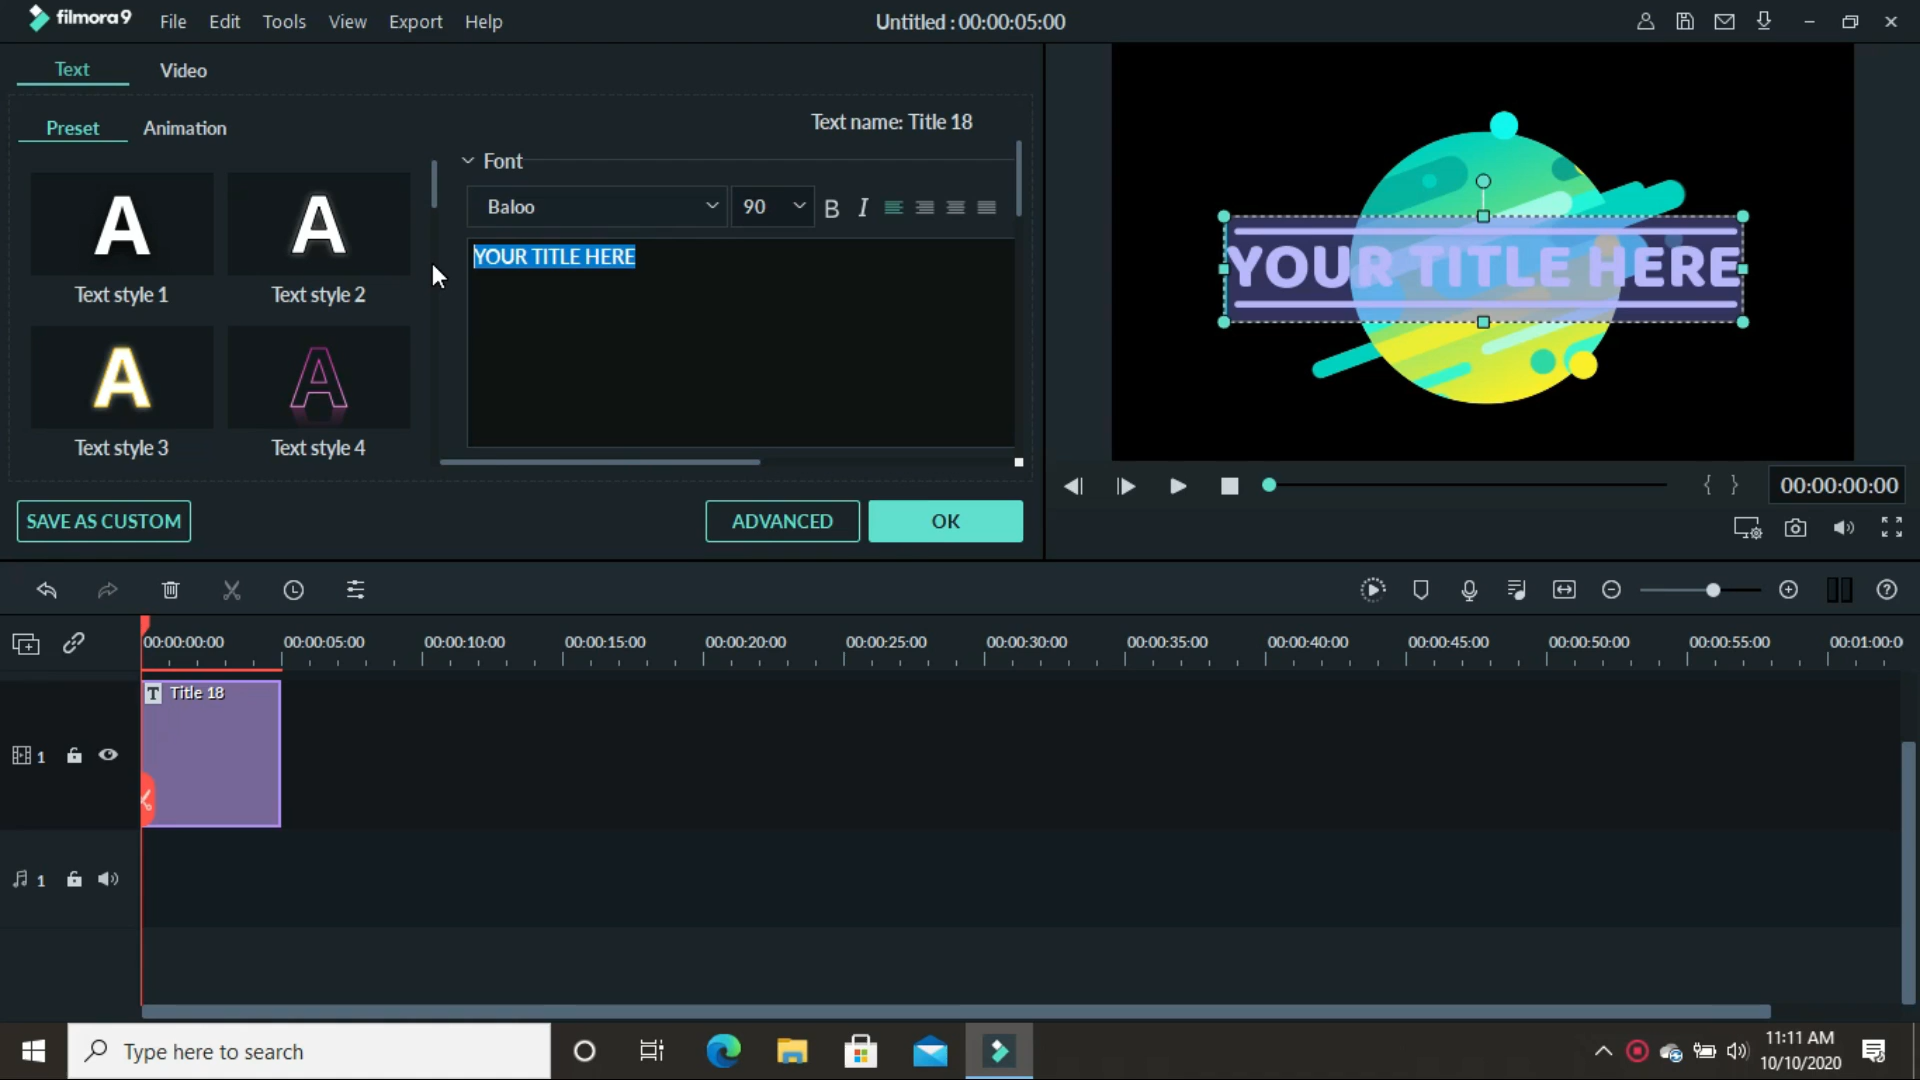 filmora9 File Edit Tools View Export Help Untitled : 00:00:05:00
Text Video
Text name: Title 18
Preset Animation
Font
Baloo 90 B I
YOUR TITLE HERE
A A
Text style 1 Text style 2
A A
Text style 3 Text style 4
YOUR TITLE HERE
{ } 00:00:00:00
SAVE AS CUSTOM ADVANCED OK
00:00:00:00 00:00:05:00 00:00:10:00 00:00:15:00 00:00:20:00 00:00:25:00 00:00:30:00 00:00:35:00 00:00:40:00 00:00:45:00 00:00:50:00 00:00:55:00 00:01:00:0
T Title 18
1
1
Type here to search
11:11 AM
10/10/2020